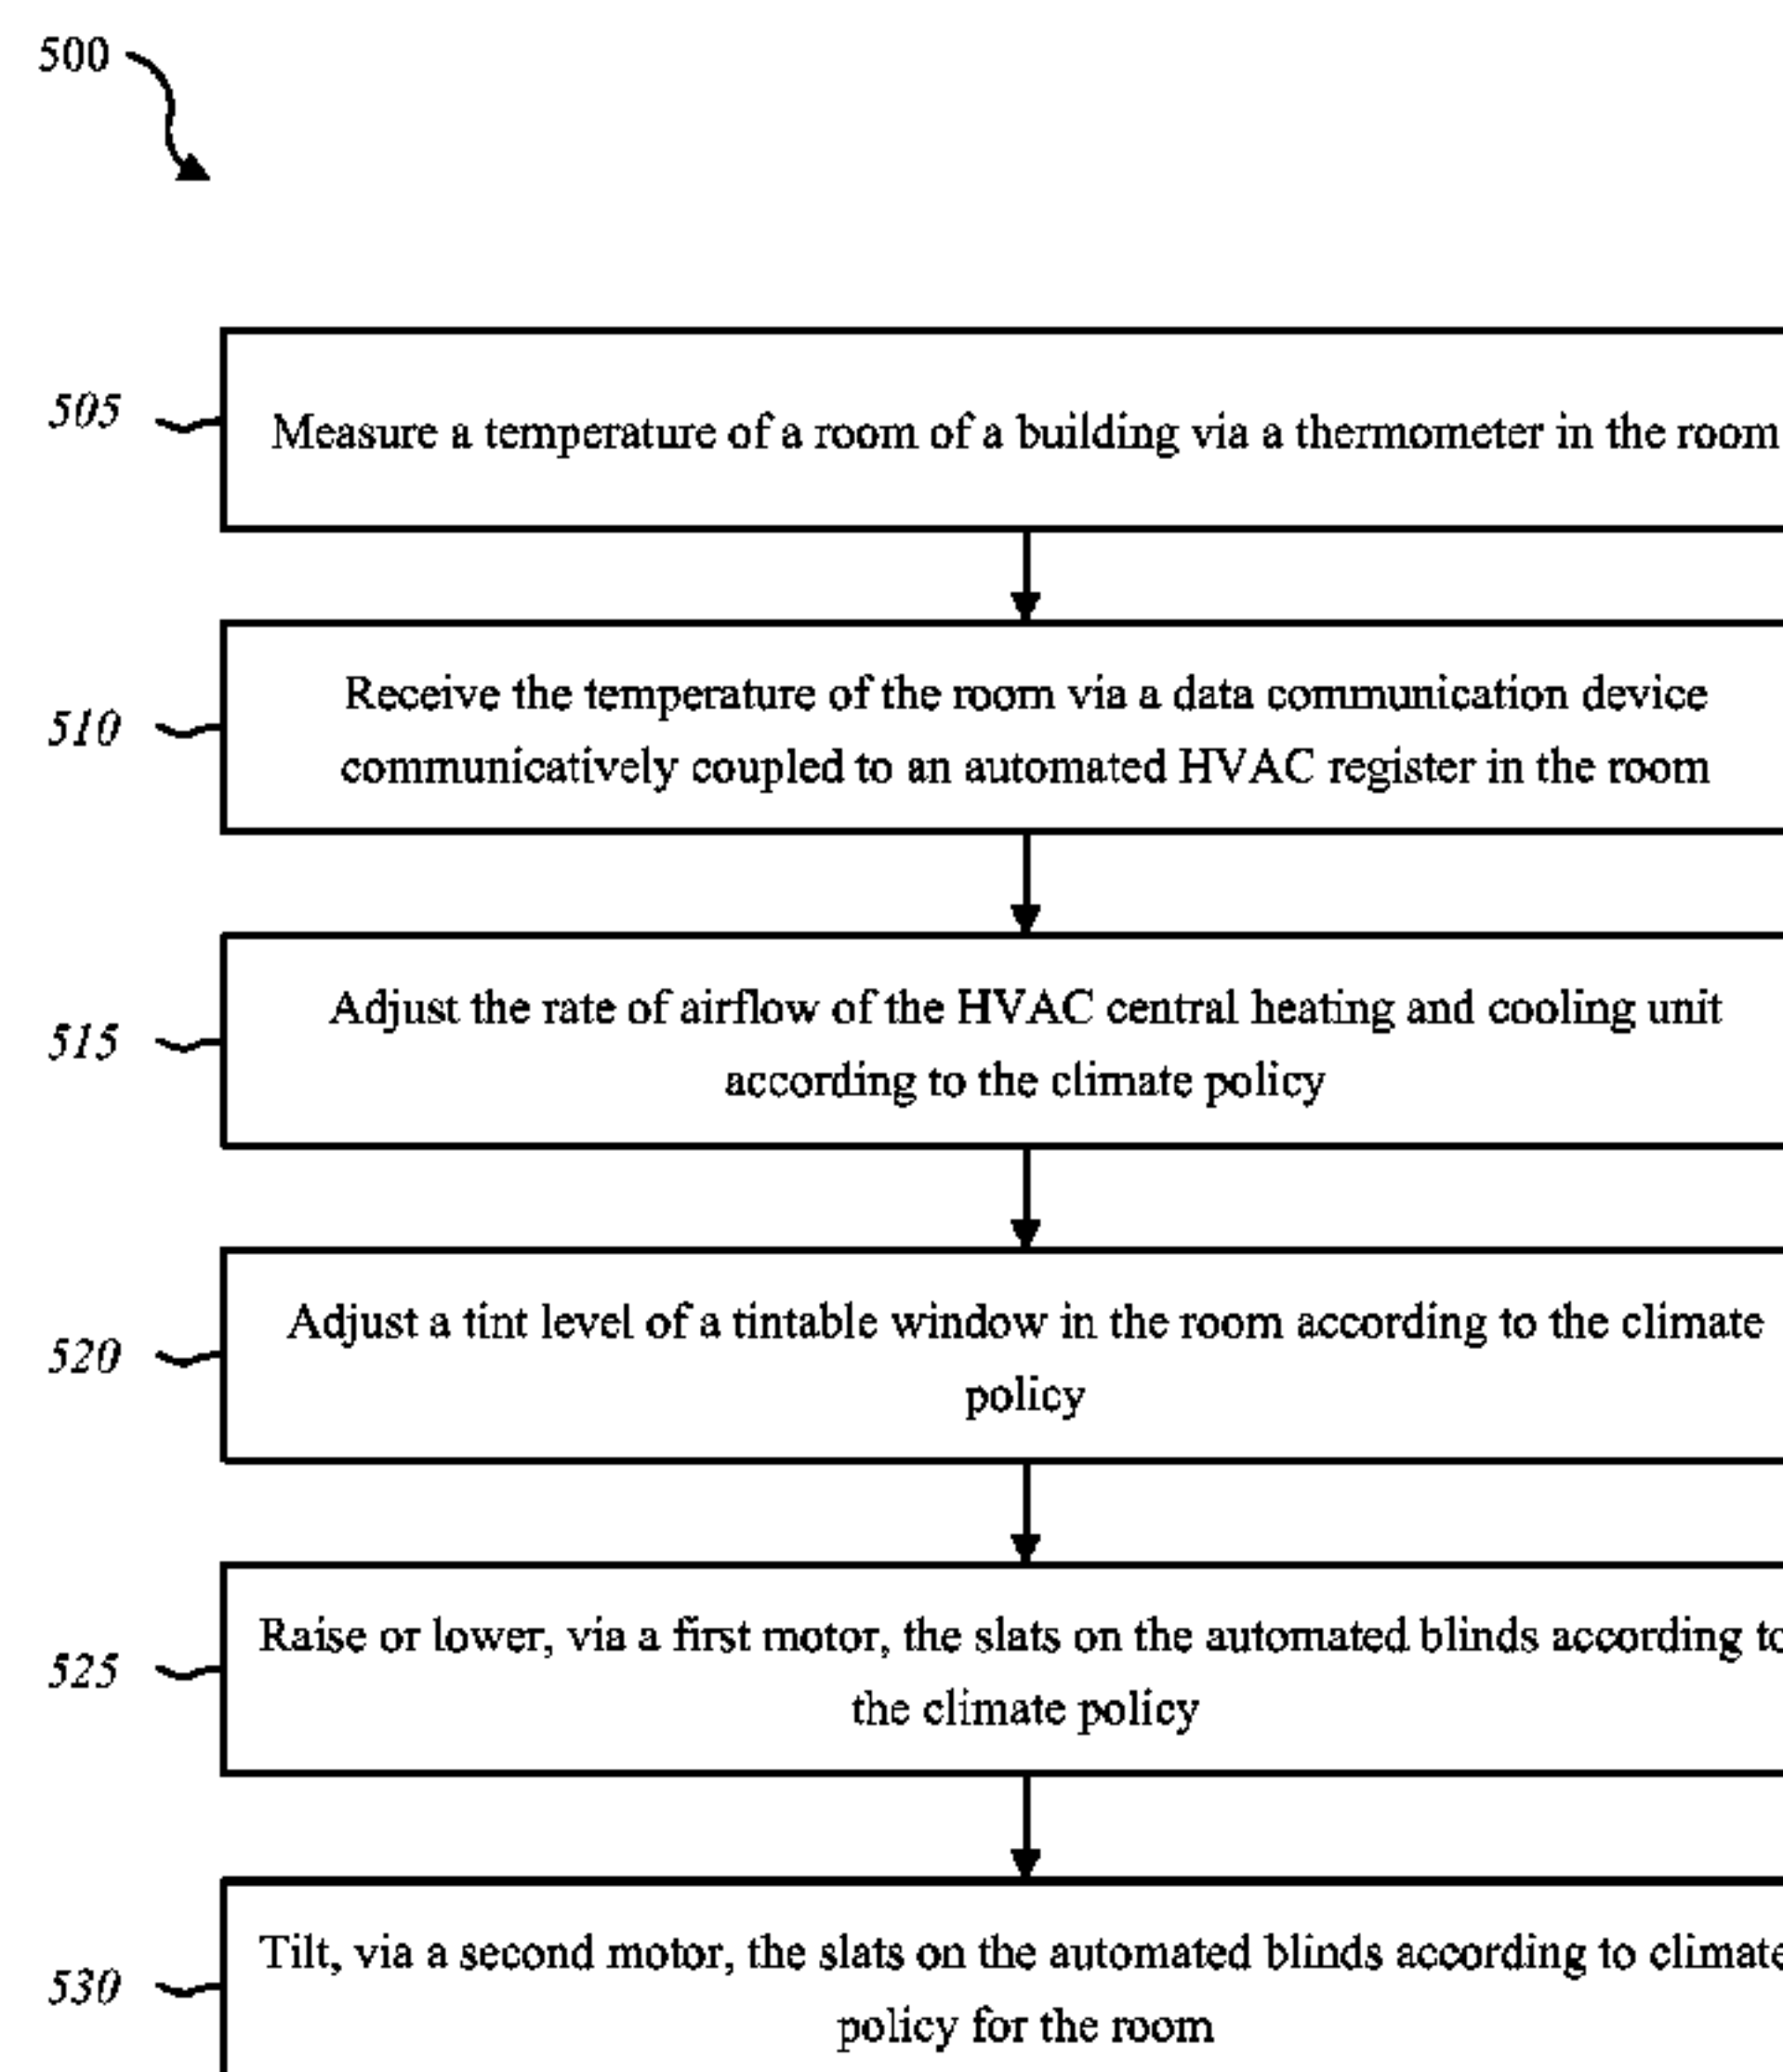 500
505
Measure a temperature of a room of a building via a thermometer in the room
510
Receive the temperature of the room via a data communication device
communicatively coupled to an automated HVAC register in the room
515
Adjust the rate of airflow of the HVAC central heating and cooling unit
according to the climate policy
520
Adjust a tint level of a tintable window in the room according to the climate
policy
525
Raise or lower, via a first motor, the slats on the automated blinds according to
the climate policy
530
Tilt, via a second motor, the slats on the automated blinds according to climate
policy for the room